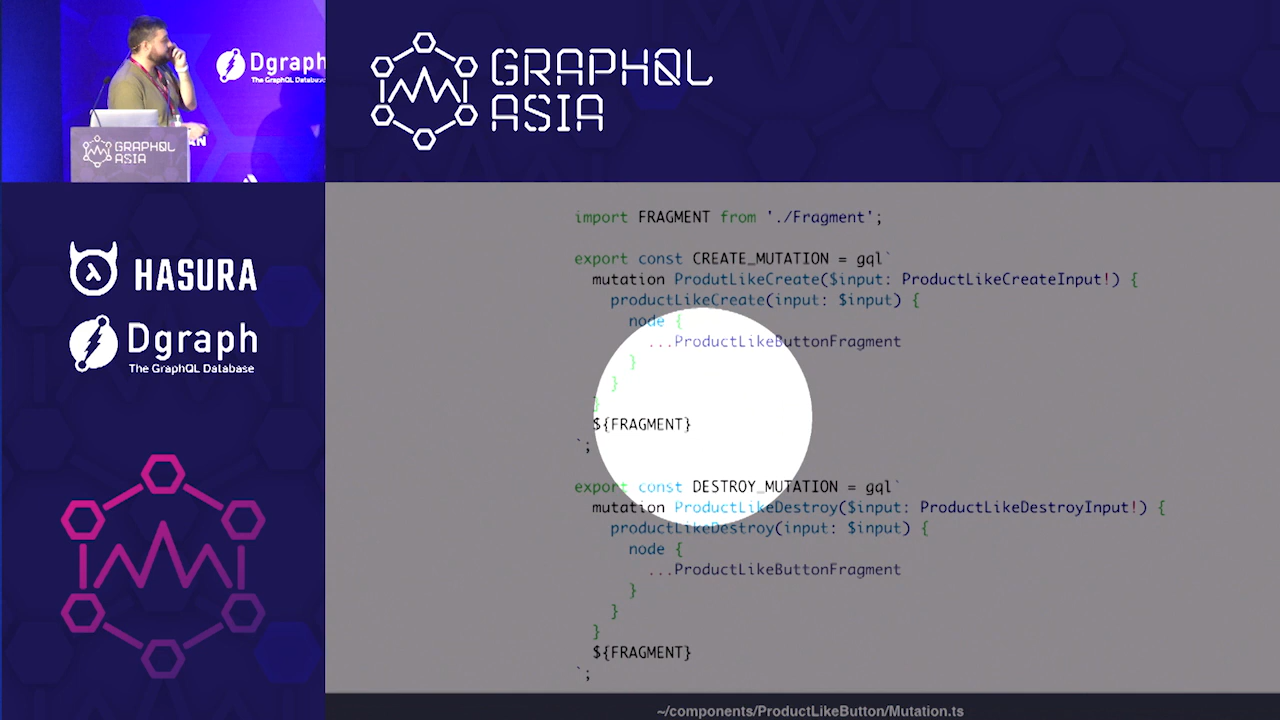 Dgraph
The GraphQL Database
GRAPHQL
ASIA
GRAPHQL
ASIA
HASURA
Dgraph
The GraphQL Database
import FRAGMENT from './Fragment';
export const CREATE_MUTATION = gql`
mutation ProdutLikeCreate($input: ProductLikeCreateInput!) {
productLikeCreate(input: $input) {
node {
...ProductLikeButtonFragment
}
}
}
${FRAGMENT}
`;
export const DESTROY_MUTATION = gql`
mutation ProductLikeDestroy($input: ProductLikeDestroyInput!) {
productLikeDestroy(input: $input) {
node {
...ProductLikeButtonFragment
}
}
}
${FRAGMENT}
`;
~/components/ProductLikeButton/Mutation.ts